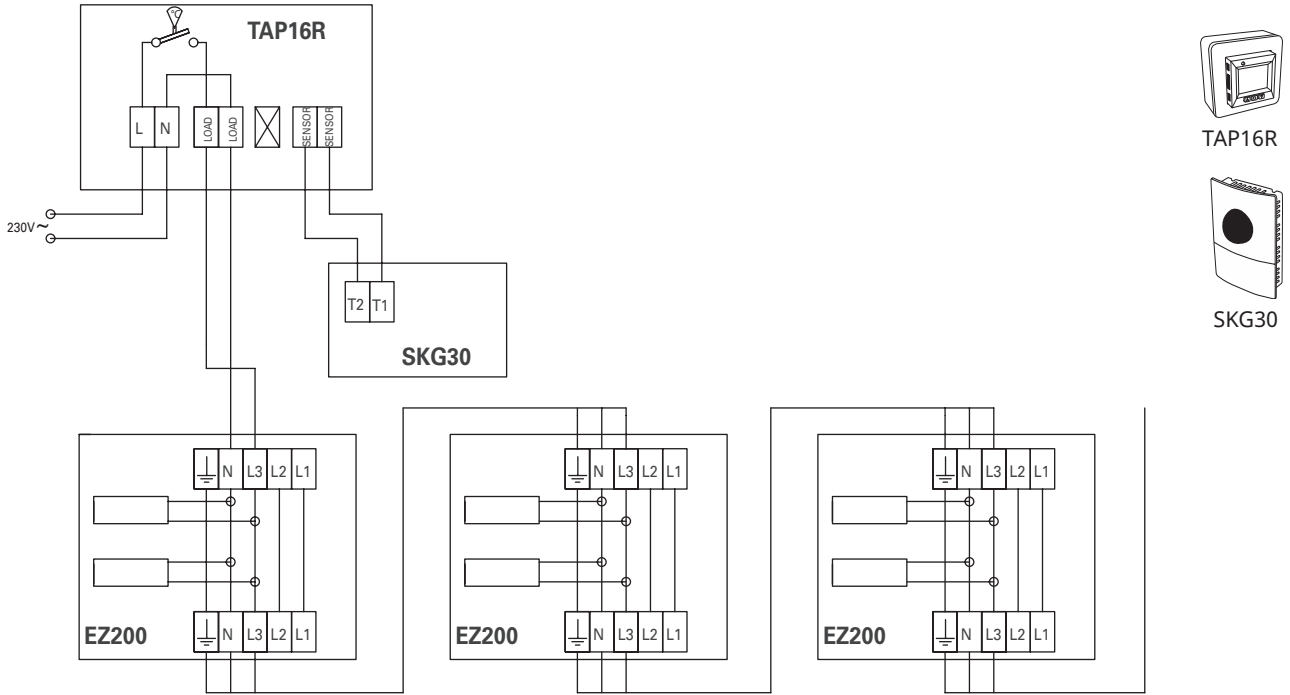 °C
TAP16R
L N LOAD LOAD SENSOR SENSOR
230V~
T2 T1
SKG30
TAP16R
SKG30
N L3 L2 L1
EZ200 N L3 L2 L1
N L3 L2 L1
EZ200 N L3 L2 L1
N L3 L2 L1
EZ200 N L3 L2 L1